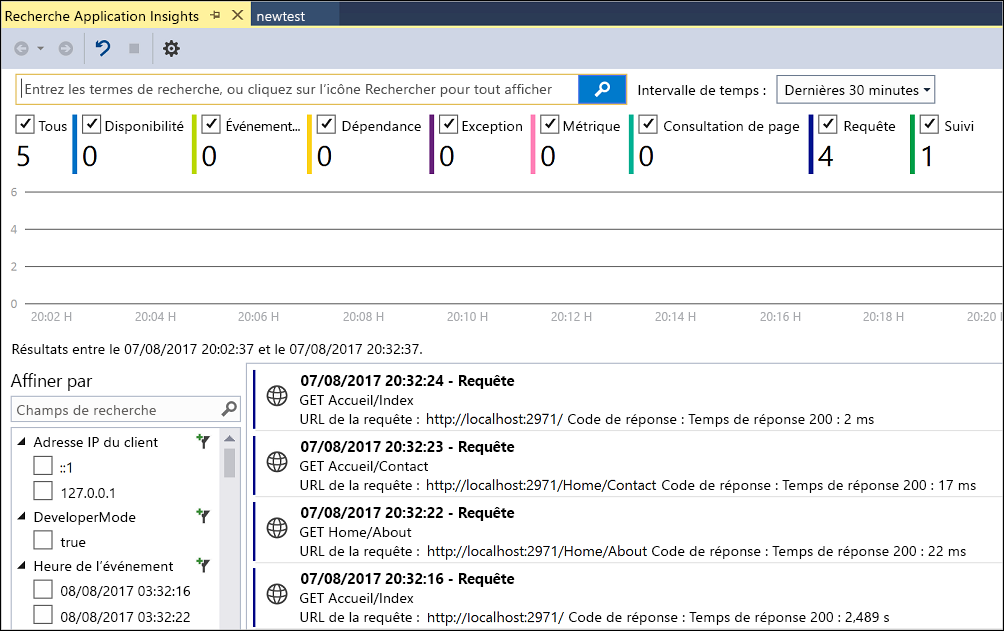 Recherche Application Insights newtest
Entrez les termes de recherche, ou cliquez sur l'icône Rechercher pour tout afficher Intervalle de temps : Dernières 30 minutes
Tous Disponibilité Événement... Dépendance Exception Métrique Consultation de page Requête Suivi
5 0 0 0 0 0 0 4 1
6
4
2
0
20:02 H 20:04 H 20:06 H 20:08 H 20:10 H 20:12 H 20:14 H 20:16 H 20:18 H 20:20
Résultats entre le 07/08/2017 20:02:37 et le 07/08/2017 20:32:37.
Affiner par
Champs de recherche
Adresse IP du client
::1
127.0.0.1
DeveloperMode
true
Heure de l'événement
08/08/2017 03:32:16
08/08/2017 03:32:22
07/08/2017 20:32:24 - Requête
GET Accueil/Index
URL de la requête : http://localhost:2971/ Code de réponse : Temps de réponse 200 : 2 ms
07/08/2017 20:32:23 - Requête
GET Accueil/Contact
URL de la requête : http://localhost:2971/Home/Contact Code de réponse : Temps de réponse 200 : 17 ms
07/08/2017 20:32:22 - Requête
GET Home/About
URL de la requête : http://localhost:2971/Home/About Code de réponse : Temps de réponse 200 : 22 ms
07/08/2017 20:32:16 - Requête
GET Accueil/Index
URL de la requête : http://localhost:2971/ Code de réponse : Temps de réponse 200 : 2,489 s